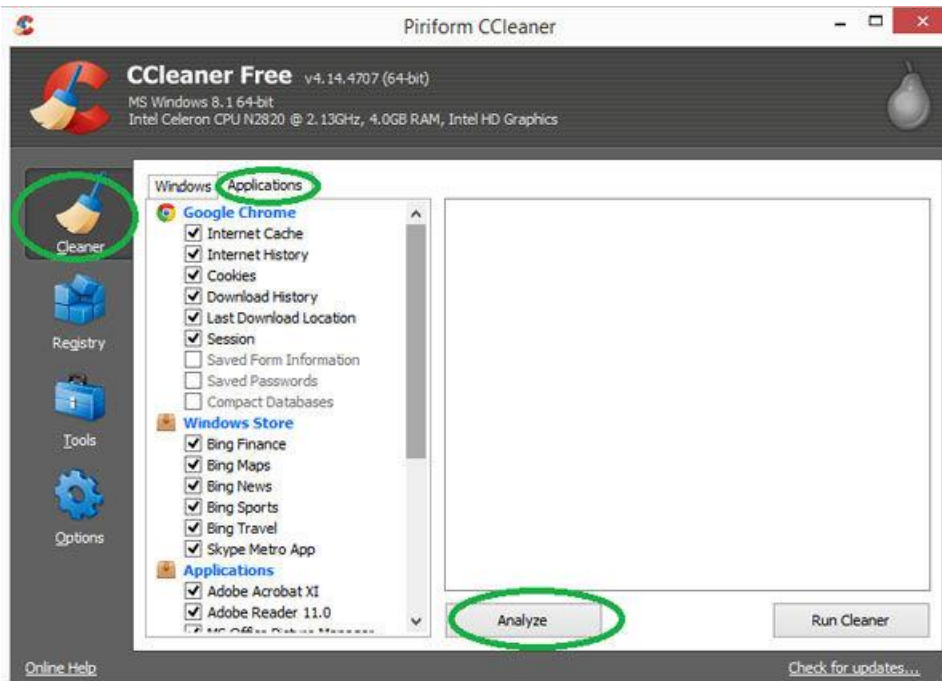 Piriform CCleaner
CCleaner Free v4.14.4707 (64-bit)
MS Windows 8.1 64-bit
Intel Celeron CPU N2820 @ 2.13GHz, 4.0GB RAM, Intel HD Graphics
Cleaner
Registry
Tools
Options
Windows Applications
Google Chrome
Internet Cache
Internet History
Cookies
Download History
Last Download Location
Session
Saved Form Information
Saved Passwords
Compact Databases
Windows Store
Bing Finance
Bing Maps
Bing News
Bing Sports
Bing Travel
Skype Metro App
Applications
Adobe Acrobat XI
Adobe Reader 11.0
MS Office Picture Manager
Analyze
Run Cleaner
Online Help
Check for updates...